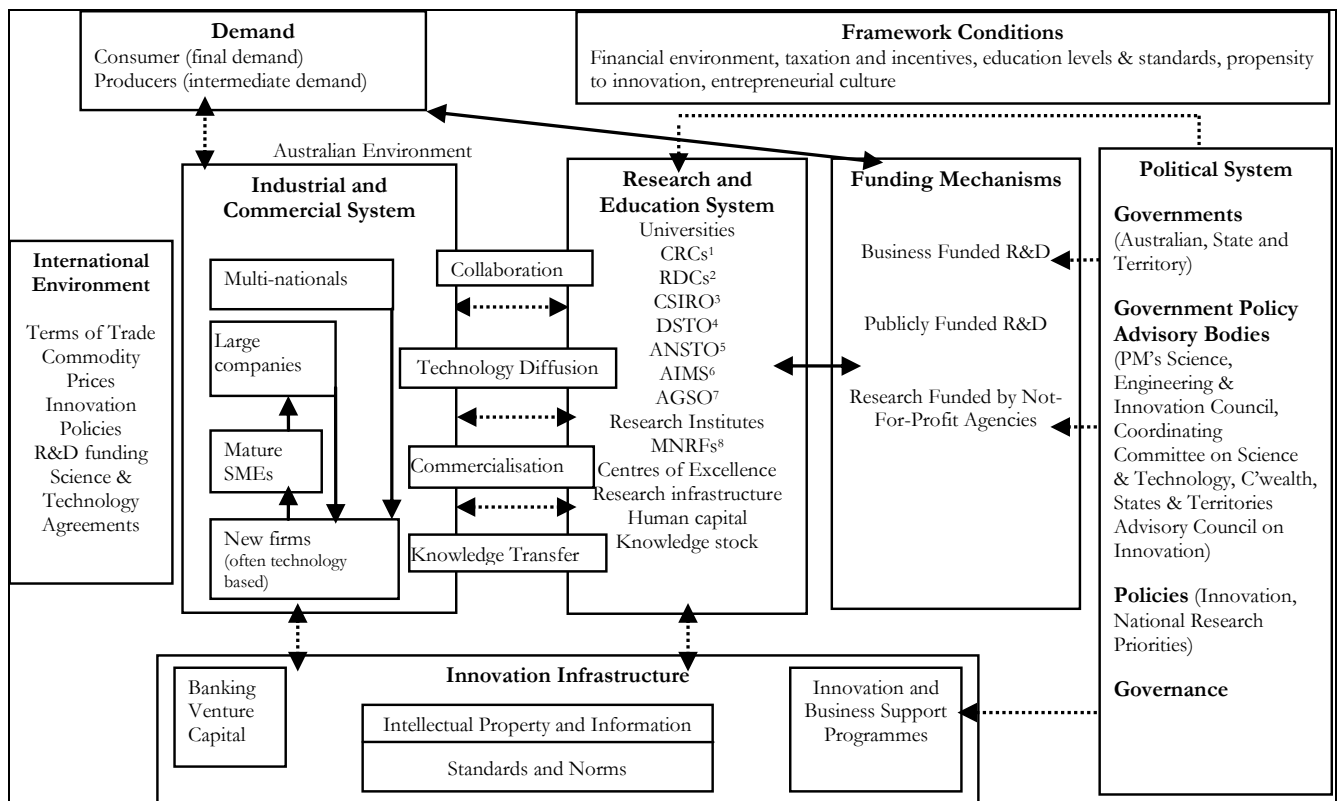 Demand
Consumer (final demand)
Producers (intermediate demand)
Framework Conditions
Financial environment, taxation and incentives, education levels & standards, propensity
to innovation, entrepreneurial culture
Australian Environment
International
Environment
Terms of Trade
Commodity
Prices
Innovation
Policies
R&D funding
Science &
Technology
Agreements
Industrial and
Commercial System
Multi-nationals
Large
companies
Mature
SMEs
New firms
(often technology
based)
Collaboration
Technology Diffusion
Commercialisation
Knowledge Transfer
Research and
Education System
Universities
CRCs¹
RDCs²
CSIRO³
DSTO⁴
ANSTO⁵
AIMS⁶
AGSO⁷
Research Institutes
MNRFs⁸
Centres of Excellence
Research infrastructure
Human capital
Knowledge stock
Funding Mechanisms
Business Funded R&D
Publicly Funded R&D
Research Funded by Not-
For-Profit Agencies
Political System
Governments
(Australian, State and
Territory)
Government Policy
Advisory Bodies
(PM's Science,
Engineering &
Innovation Council,
Coordinating
Committee on Science
& Technology, C'wealth,
States & Territories
Advisory Council on
Innovation)
Policies (Innovation,
National Research
Priorities)
Governance
Innovation Infrastructure
Banking
Venture
Capital
Intellectual Property and Information
Standards and Norms
Innovation and
Business Support
Programmes